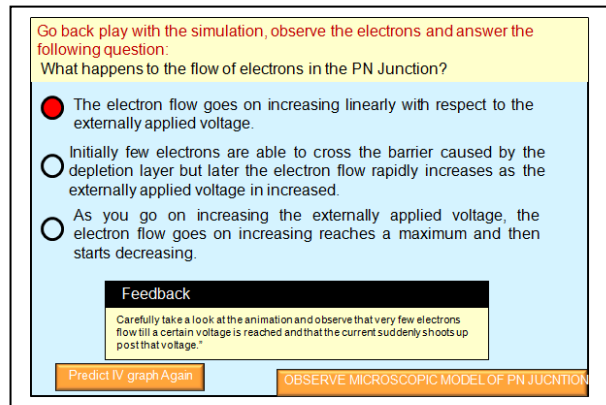 Go back play with the simulation, observe the electrons and answer the
following question:
What happens to the flow of electrons in the PN Junction?
The electron flow goes on increasing linearly with respect to the
externally applied voltage.
Initially few electrons are able to cross the barrier caused by the
depletion layer but later the electron flow rapidly increases as the
externally applied voltage in increased.
As you go on increasing the externally applied voltage, the
electron flow goes on increasing reaches a maximum and then
starts decreasing.
Feedback
Carefully take a look at the animation and observe that very few electrons
flow till a certain voltage is reached and that the current suddenly shoots up
post that voltage."
Predict IV graph Again
OBSERVE MICROSCOPIC MODEL OF PN JUCNTION